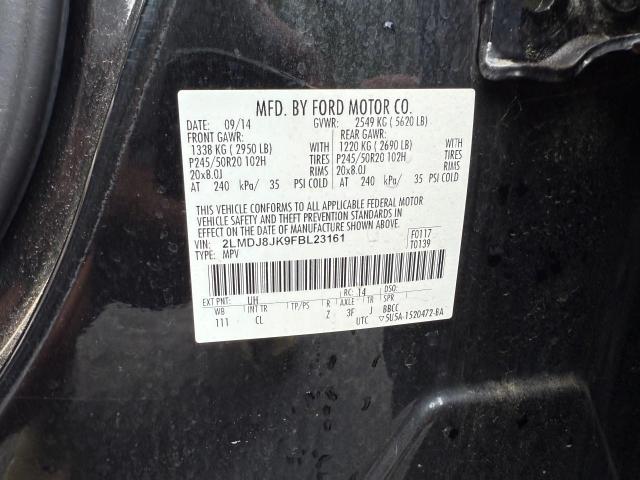 MFD. BY FORD MOTOR CO.
DATE: 09/14 GVWR: 2549 KG ( 5620 LB)
FRONT GAWR: REAR GAWR:
1338 KG ( 2950 LB) WITH 1220 KG ( 2690 LB) WITH
P245/50R20 102H TIRES P245/50R20 102H TIRES
20x8.0J RIMS 20x8.0J RIMS
AT 240 kPa/ 35 PSI COLD AT 240 kPa/ 35 PSI COLD
THIS VEHICLE CONFORMS TO ALL APPLICABLE FEDERAL MOTOR
VEHICLE SAFETY AND THEFT PREVENTION STANDARDS IN
EFFECT ON THE DATE OF MANUFACTURE SHOWN ABOVE.
VIN: 2LMDJ8JK9FBL23161 F0117
TYPE: MPV T0139
EXT PNT: UH RC: 14 DSO:
WB INT TR TP/PS R AXLE TR SPR
111 CL Z 3F J BBCC
UTC ▽5U5A-1520472-BA